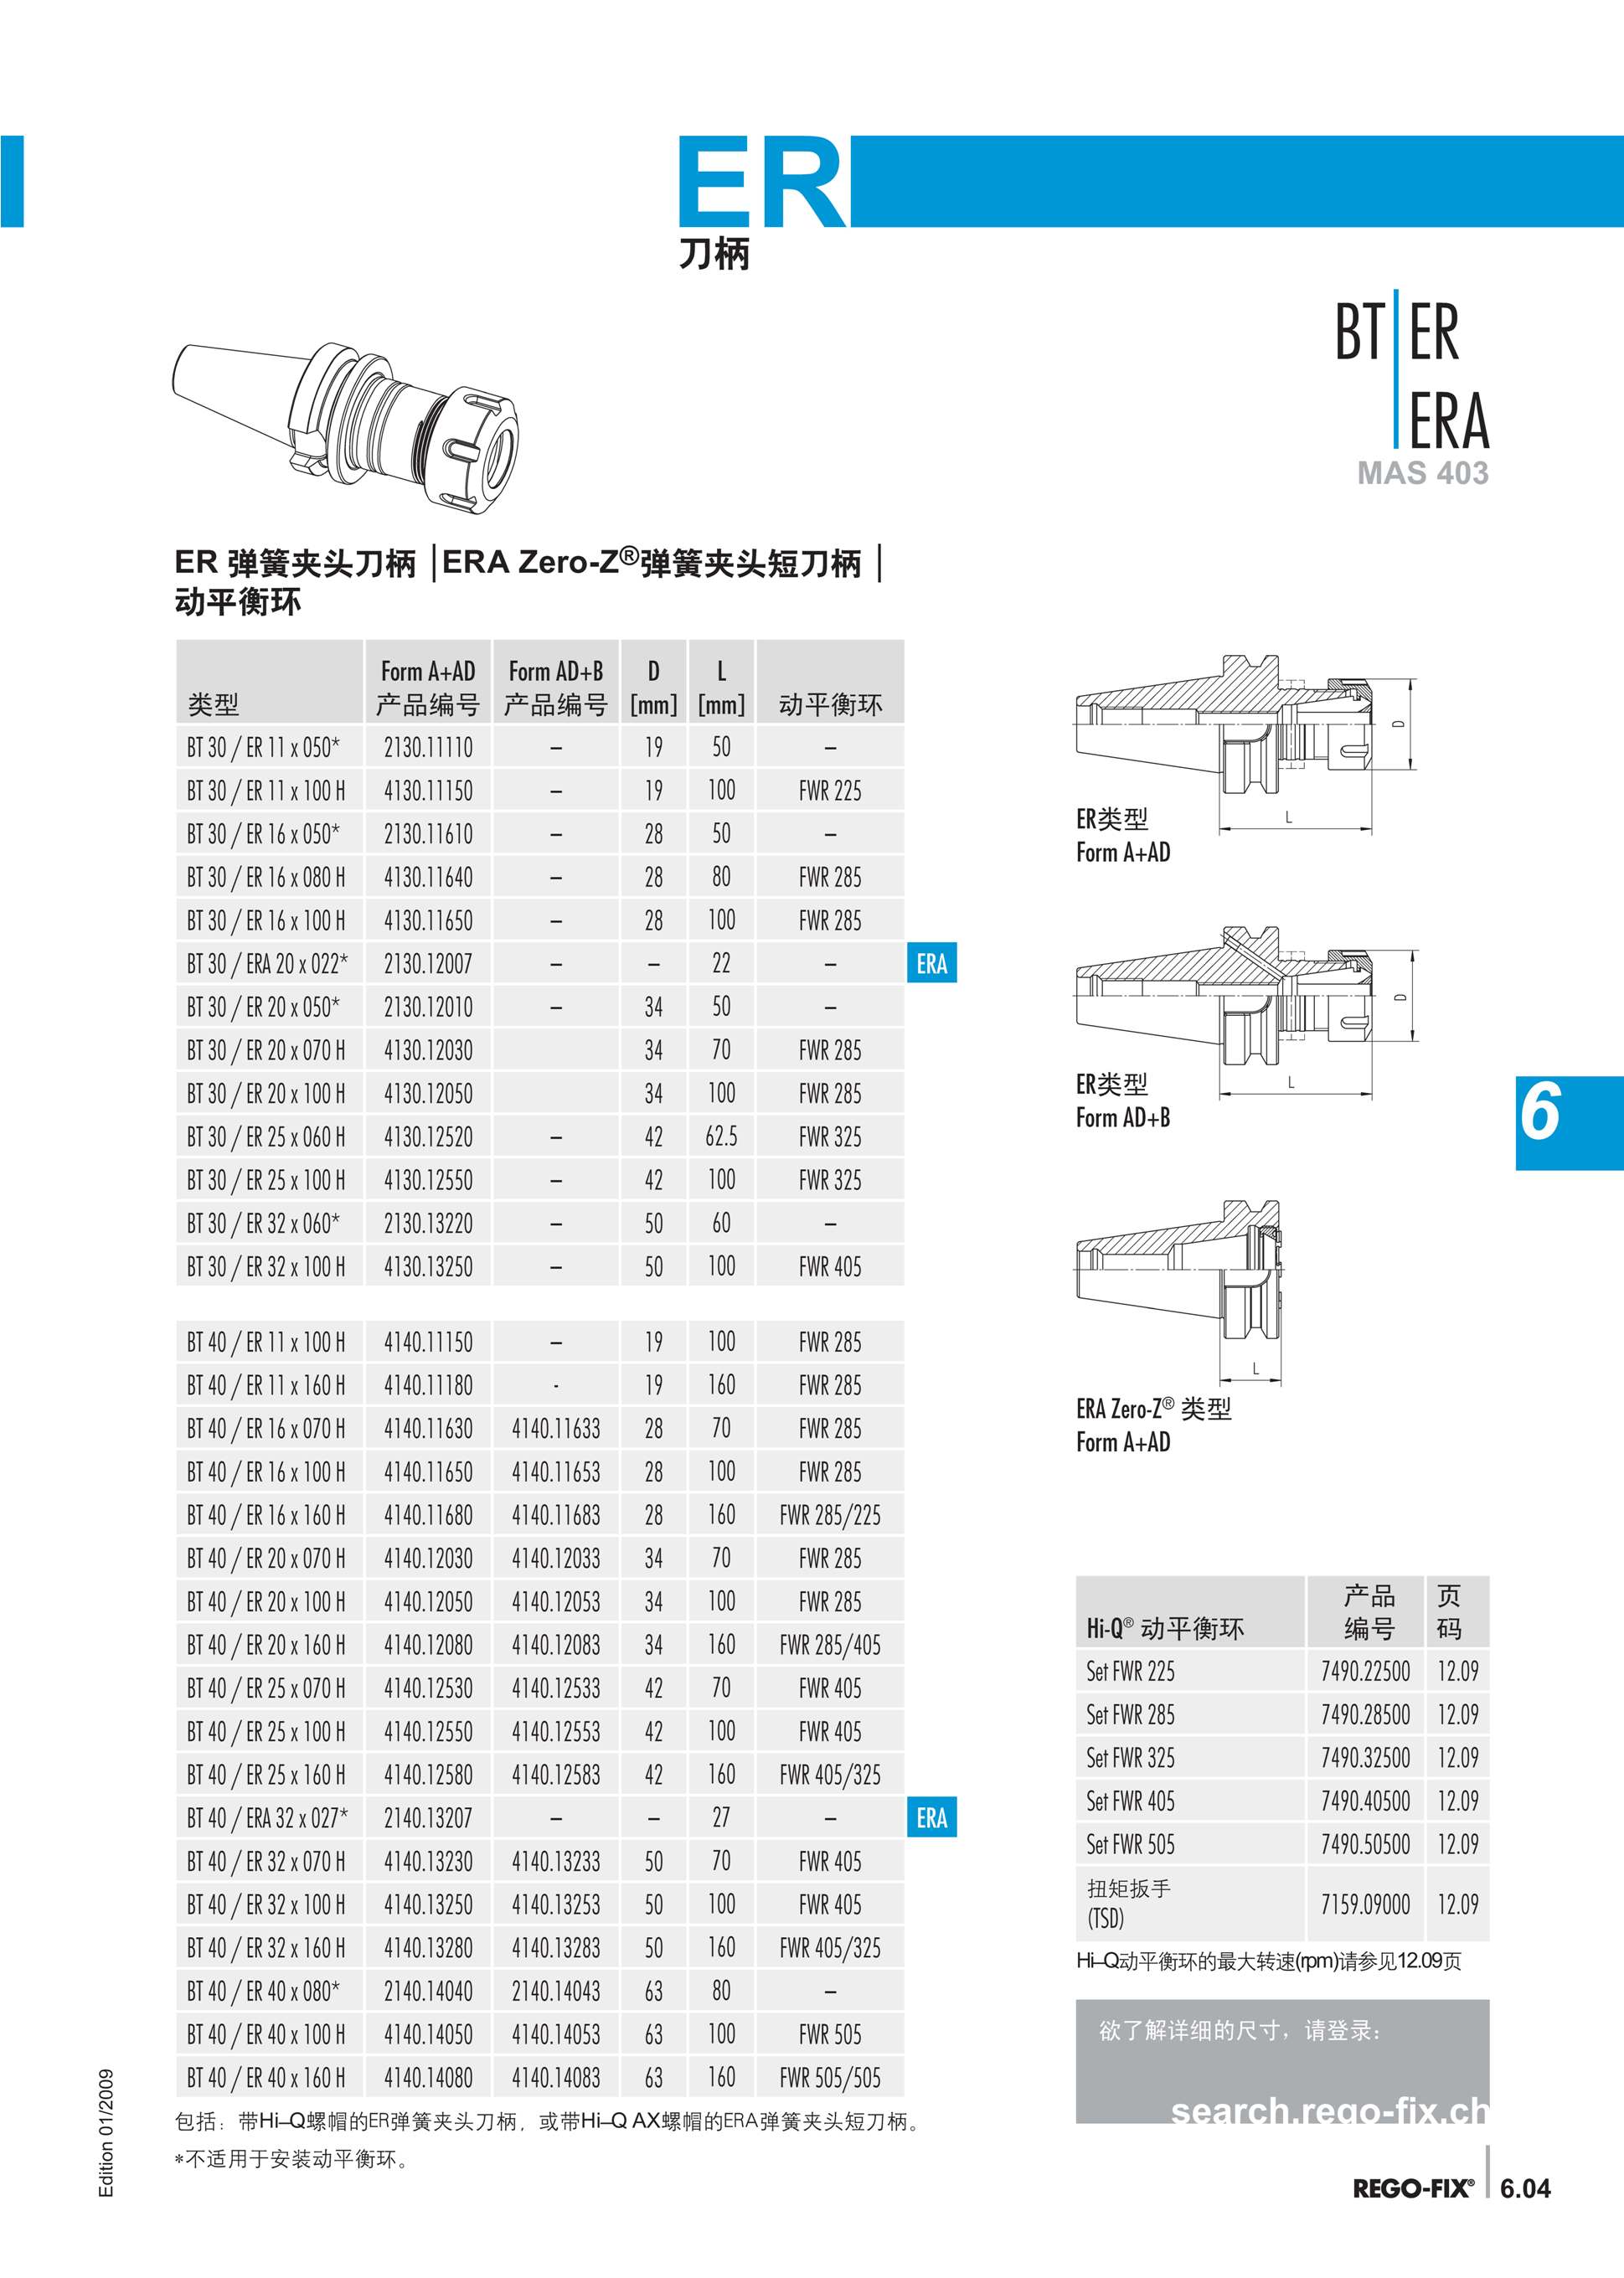 ER
刀柄
BT ER
ERA
MAS 403
ER 弹簧夹头刀柄 | ERA Zero-Z®弹簧夹头短刀柄 |
动平衡环
类型 Form A+AD 产品编号 Form AD+B 产品编号 D [mm] L [mm] 动平衡环
BT 30 / ER 11 x 050* 2130.11110 – 19 50 –
BT 30 / ER 11 x 100 H 4130.11150 – 19 100 FWR 225
BT 30 / ER 16 x 050* 2130.11610 – 28 50 –
BT 30 / ER 16 x 080 H 4130.11640 – 28 80 FWR 285
BT 30 / ER 16 x 100 H 4130.11650 – 28 100 FWR 285
BT 30 / ERA 20 x 022* 2130.12007 – – 22 – ERA
BT 30 / ER 20 x 050* 2130.12010 – 34 50 –
BT 30 / ER 20 x 070 H 4130.12030 34 70 FWR 285
BT 30 / ER 20 x 100 H 4130.12050 34 100 FWR 285
BT 30 / ER 25 x 060 H 4130.12520 – 42 62.5 FWR 325
BT 30 / ER 25 x 100 H 4130.12550 – 42 100 FWR 325
BT 30 / ER 32 x 060* 2130.13220 – 50 60 –
BT 30 / ER 32 x 100 H 4130.13250 – 50 100 FWR 405
BT 40 / ER 11 x 100 H 4140.11150 – 19 100 FWR 285
BT 40 / ER 11 x 160 H 4140.11180 - 19 160 FWR 285
BT 40 / ER 16 x 070 H 4140.11630 4140.11633 28 70 FWR 285
BT 40 / ER 16 x 100 H 4140.11650 4140.11653 28 100 FWR 285
BT 40 / ER 16 x 160 H 4140.11680 4140.11683 28 160 FWR 285/225
BT 40 / ER 20 x 070 H 4140.12030 4140.12033 34 70 FWR 285
BT 40 / ER 20 x 100 H 4140.12050 4140.12053 34 100 FWR 285
BT 40 / ER 20 x 160 H 4140.12080 4140.12083 34 160 FWR 285/405
BT 40 / ER 25 x 070 H 4140.12530 4140.12533 42 70 FWR 405
BT 40 / ER 25 x 100 H 4140.12550 4140.12553 42 100 FWR 405
BT 40 / ER 25 x 160 H 4140.12580 4140.12583 42 160 FWR 405/325
BT 40 / ERA 32 x 027* 2140.13207 – – 27 – ERA
BT 40 / ER 32 x 070 H 4140.13230 4140.13233 50 70 FWR 405
BT 40 / ER 32 x 100 H 4140.13250 4140.13253 50 100 FWR 405
BT 40 / ER 32 x 160 H 4140.13280 4140.13283 50 160 FWR 405/325
BT 40 / ER 40 x 080* 2140.14040 2140.14043 63 80 –
BT 40 / ER 40 x 100 H 4140.14050 4140.14053 63 100 FWR 505
BT 40 / ER 40 x 160 H 4140.14080 4140.14083 63 160 FWR 505/505
包括：带Hi–Q螺帽的ER弹簧夹头刀柄，或带Hi–Q AX螺帽的ERA弹簧夹头短刀柄。
*不适用于安装动平衡环。
D
L
ER类型
Form A+AD
D
L
ER类型
Form AD+B
L
ERA Zero-Z® 类型
Form A+AD
6
Hi-Q® 动平衡环 产品编号 页码
Set FWR 225 7490.22500 12.09
Set FWR 285 7490.28500 12.09
Set FWR 325 7490.32500 12.09
Set FWR 405 7490.40500 12.09
Set FWR 505 7490.50500 12.09
扭矩扳手
(TSD) 7159.09000 12.09
Hi–Q动平衡环的最大转速(rpm)请参见12.09页
欲了解详细的尺寸，请登录：
search.rego-fix.ch
Edition 01/2009
REGO-FIX® 6.04